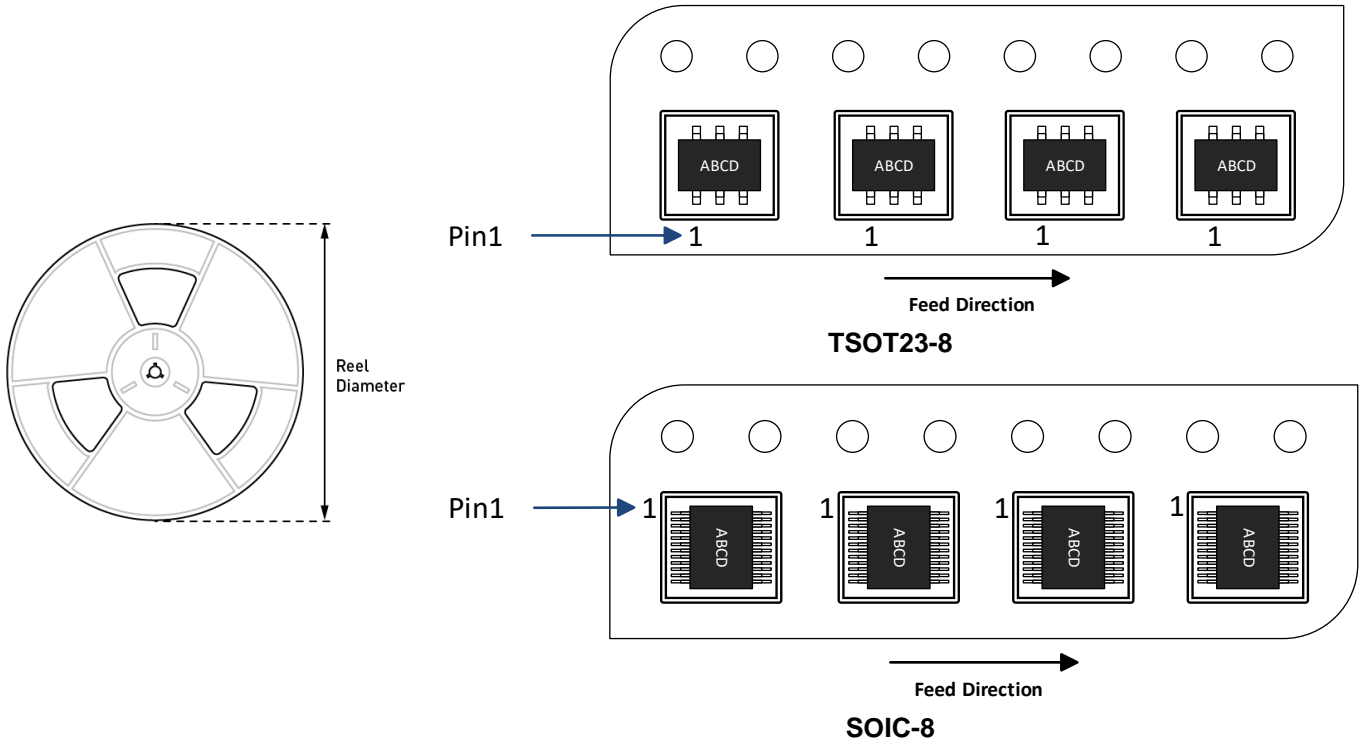 ABCD ABCD ABCD ABCD
Pin1 1 1 1 1
Feed Direction
TSOT23-8
Reel
Diameter
Pin1 1 1 1 1
ABCD ABCD ABCD ABCD
Feed Direction
SOIC-8